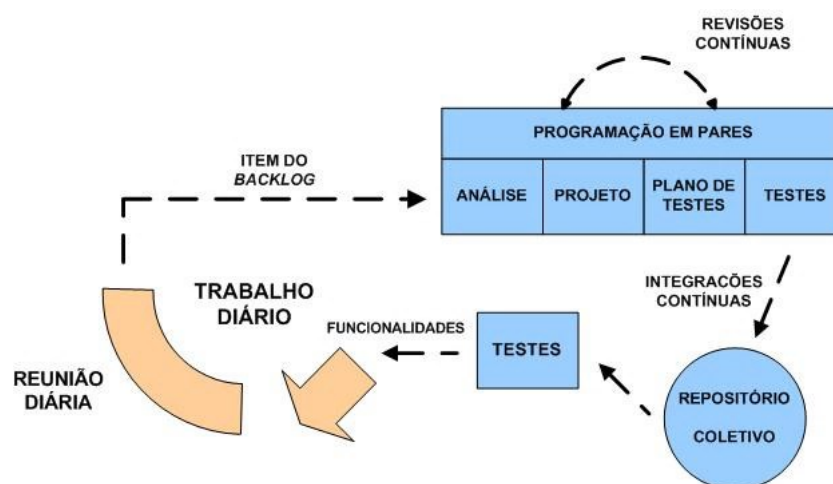 REVISÕES
CONTÍNUAS
PROGRAMAÇÃO EM PARES
ITEM DO
BACKLOG
ANÁLISE
PROJETO
PLANO DE
TESTES
TESTES
INTEGRACÕES
CONTÍNUAS
TRABALHO
DIÁRIO
FUNCIONALIDADES
TESTES
REUNIÃO
DIÁRIA
REPOSITÓRIO
COLETIVO